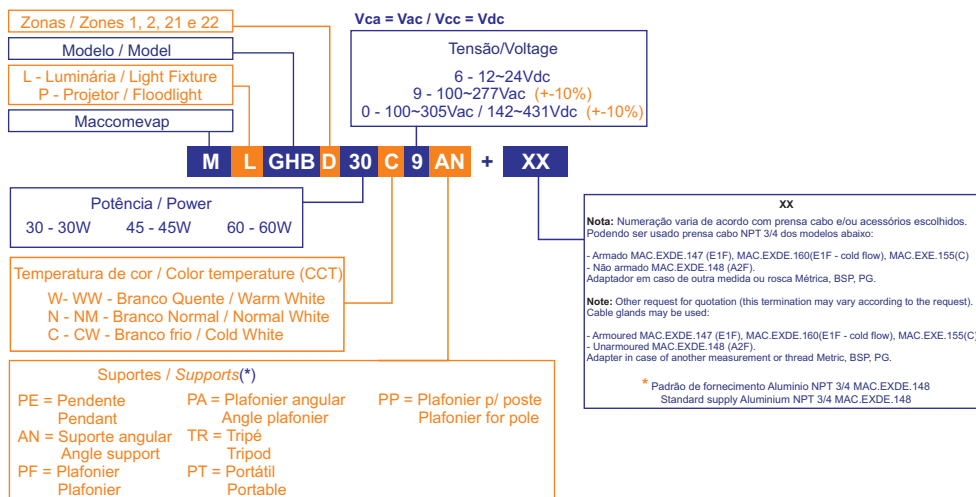 Zonas / Zones 1, 2, 21 e 22
Modelo / Model
L - Luminária / Light Fixture
P - Projetor / Floodlight
Maccomevap
Vca = Vac / Vcc = Vdc
Tensão/Voltage
6 - 12~24Vdc
9 - 100~277Vac (+-10%)
0 - 100~305Vac / 142~431Vdc (+-10%)
M L GHB D 30 C 9 AN + XX
Potência / Power
30 - 30W 45 - 45W 60 - 60W
Temperatura de cor / Color temperature (CCT)
W- WW - Branco Quente / Warm White
N - NM - Branco Normal / Normal White
C - CW - Branco frio / Cold White
Suportes / Supports(*)
PE = Pendente
Pendant
AN = Suporte angular
Angle support
PF = Plafonier
Plafonier
PA = Plafonier angular
Angle plafonier
TR = Tripé
Tripod
PT = Portátil
Portable
PP = Plafonier p/ poste
Plafonier for pole
XX
Nota: Numeração varia de acordo com prensa cabo e/ou acessórios escolhidos.
Podendo ser usado prensa cabo NPT 3/4 dos modelos abaixo:
- Armado MAC.EXDE.147 (E1F), MAC.EXDE.160(E1F - cold flow), MAC.EXE.155(C)
- Não armado MAC.EXDE.148 (A2F).
Adaptador em caso de outra medida ou rosca Métrica, BSP, PG.
Note: Other request for quotation (this termination may vary according to the request).
Cable glands may be used:
- Armoured MAC.EXDE.147 (E1F), MAC.EXDE.160(E1F - cold flow), MAC.EXE.155(C)
- Unarmoured MAC.EXDE.148 (A2F).
Adapter in case of another measurement or thread Metric, BSP, PG.
* Padrão de fornecimento Aluminio NPT 3/4 MAC.EXDE.148
Standard supply Aluminium NPT 3/4 MAC.EXDE.148